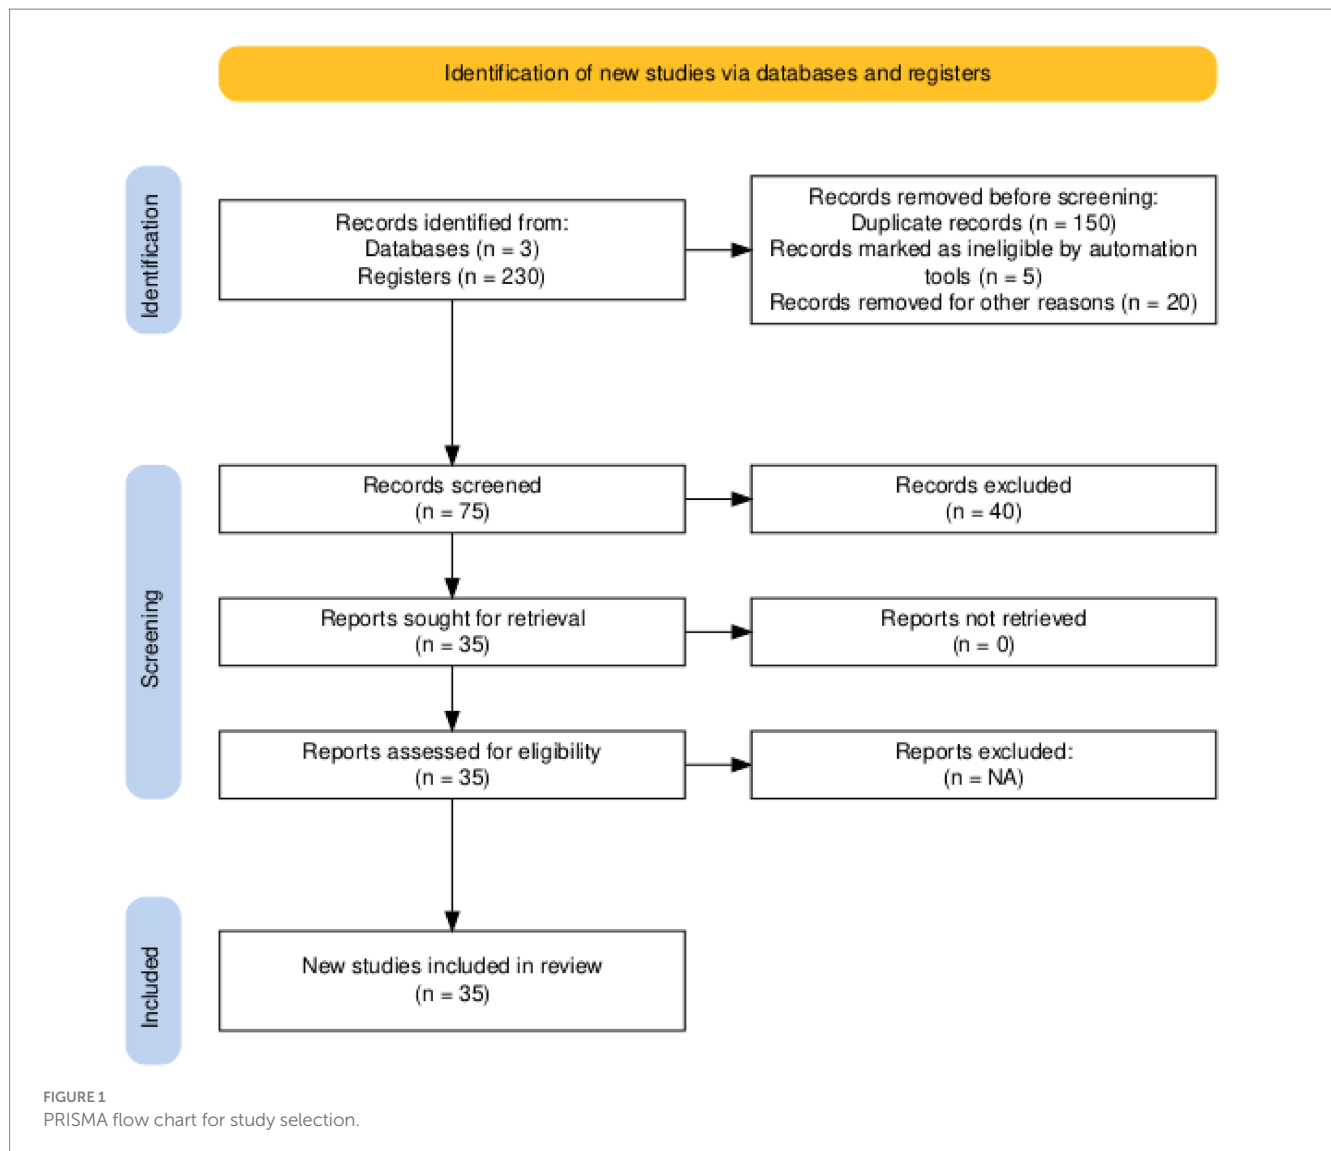 Identification of new studies via databases and registers
Identification
Records identified from:
Databases (n = 3)
Registers (n = 230)
Records removed before screening:
Duplicate records (n = 150)
Records marked as ineligible by automation
tools (n = 5)
Records removed for other reasons (n = 20)
Screening
Records screened
(n = 75)
Records excluded
(n = 40)
Reports sought for retrieval
(n = 35)
Reports not retrieved
(n = 0)
Reports assessed for eligibility
(n = 35)
Reports excluded:
(n = NA)
Included
New studies included in review
(n = 35)
FIGURE 1
PRISMA flow chart for study selection.